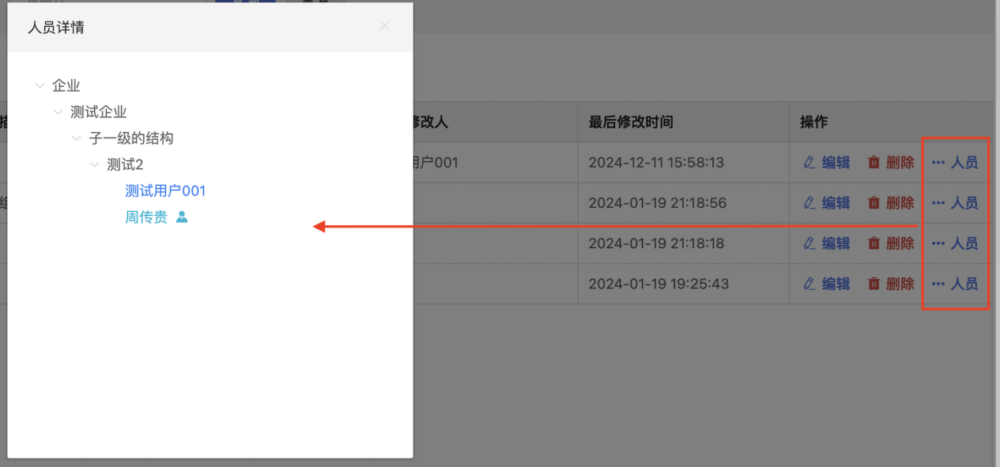 人员详情
企业
测试企业
子一级的结构
测试2
测试用户001
周传贵
修改人 最后修改时间 操作
用户001 2024-12-11 15:58:13 编辑 删除 ··· 人员
2024-01-19 21:18:56 编辑 删除 ··· 人员
2024-01-19 21:18:18 编辑 删除 ··· 人员
2024-01-19 19:25:43 编辑 删除 ··· 人员